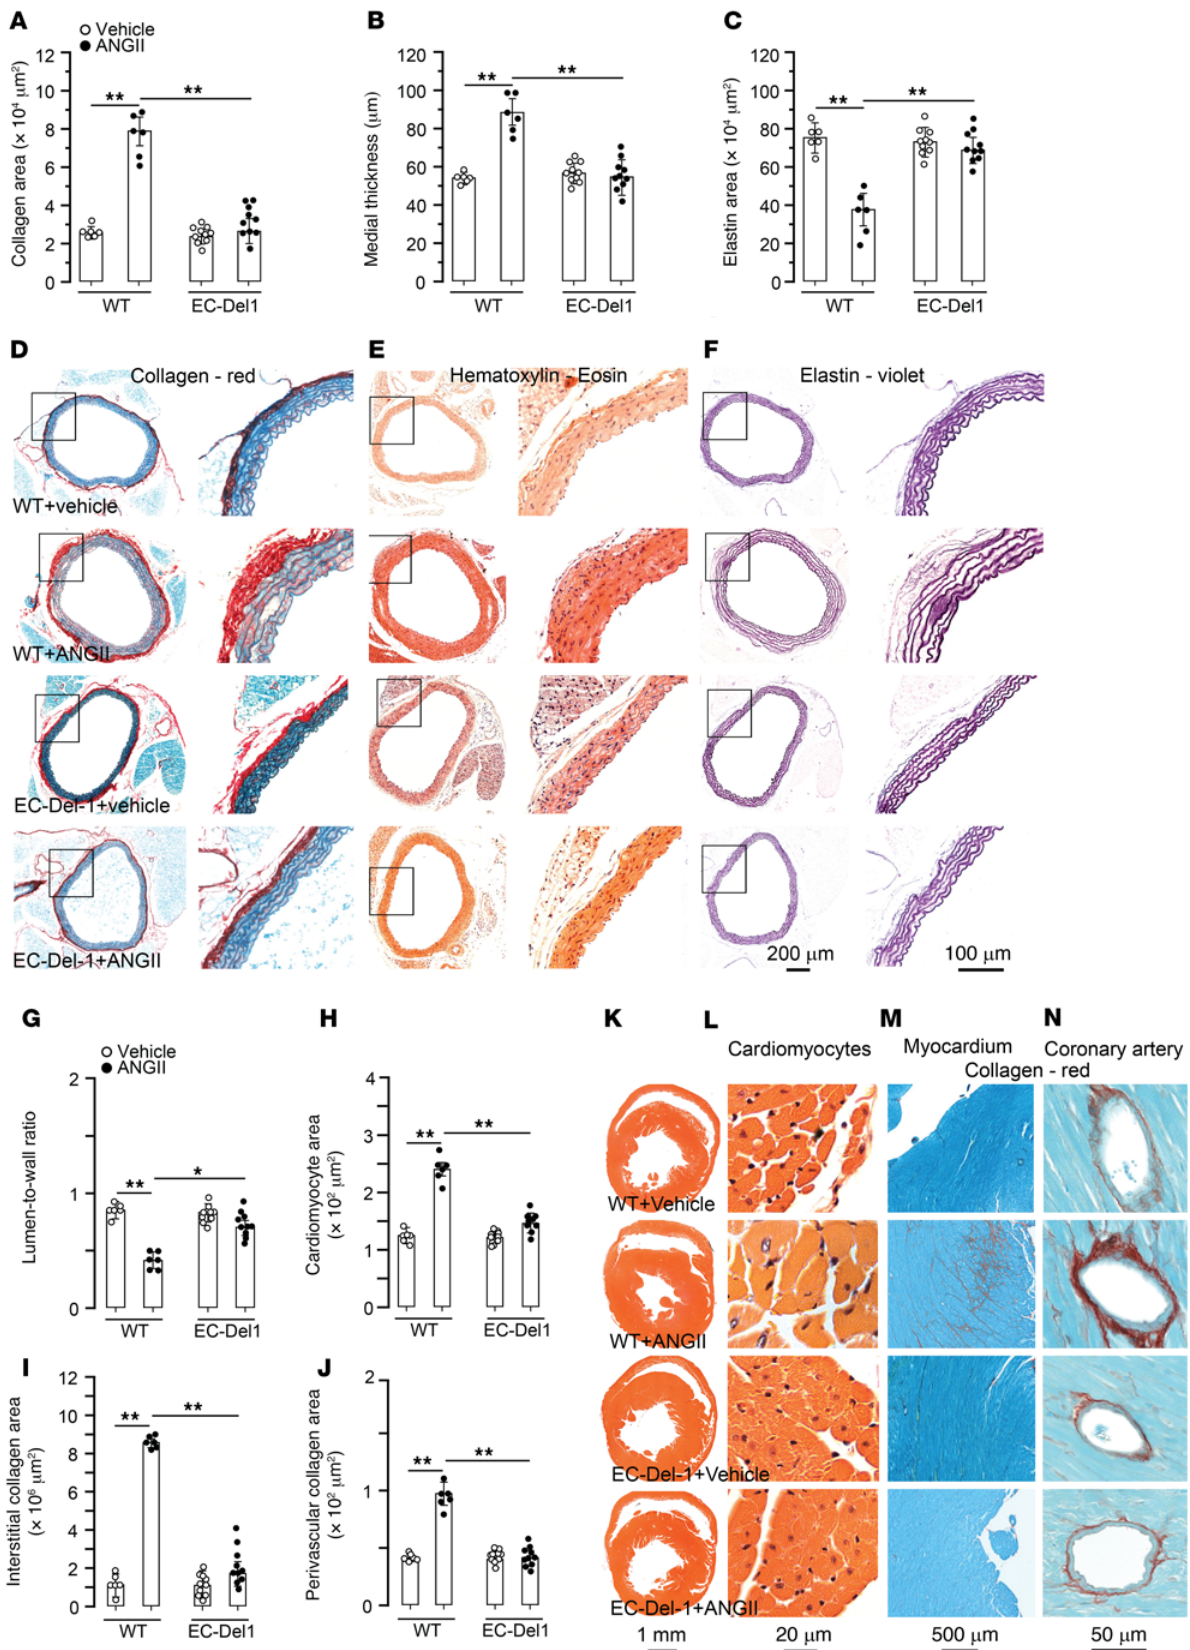 A
Vehicle
ANGII
Collagen area (× 10⁴ μm²)
12
10
8
6
4
2
0
**
**
WT
EC-Del1
B
Medial thickness (μm)
120
100
80
60
40
20
0
**
**
WT
EC-Del1
C
Elastin area (× 10⁴ μm²)
120
100
80
60
40
20
0
**
**
WT
EC-Del1
D
Collagen - red
E
Hematoxylin - Eosin
F
Elastin - violet
WT+vehicle
WT+ANGII
EC-Del-1+vehicle
EC-Del-1+ANGII
200 μm
100 μm
G
Vehicle
ANGII
Lumen-to-wall ratio
2
1
0
**
*
WT
EC-Del1
H
Cardiomyocyte area
(× 10² μm²)
4
3
2
1
0
**
**
WT
EC-Del1
I
Interstitial collagen area
(× 10⁶ μm²)
12
10
8
6
4
2
0
**
**
WT
EC-Del1
J
Perivascular collagen area
(× 10² μm²)
2
1
0
**
**
WT
EC-Del1
K
L
Cardiomyocytes
M
Myocardium
N
Coronary artery
Collagen - red
WT+Vehicle
WT+ANGII
EC-Del-1+Vehicle
EC-Del-1+ANGII
1 mm
20 μm
500 μm
50 μm